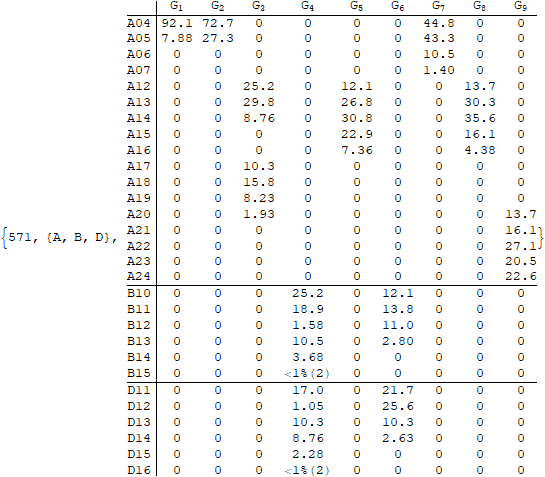 G1 G2 G3 G4 G5 G6 G7 G8 G9
A04 92.1 72.7 0 0 0 0 44.8 0 0
A05 7.88 27.3 0 0 0 0 43.3 0 0
A06 0 0 0 0 0 0 10.5 0 0
A07 0 0 0 0 0 0 1.40 0 0
A12 0 0 25.2 0 12.1 0 0 13.7 0
A13 0 0 29.8 0 26.8 0 0 30.3 0
A14 0 0 8.76 0 30.8 0 0 35.6 0
A15 0 0 0 0 22.9 0 0 16.1 0
A16 0 0 0 0 7.36 0 0 4.38 0
A17 0 0 10.3 0 0 0 0 0 0
A18 0 0 15.8 0 0 0 0 0 0
A19 0 0 8.23 0 0 0 0 0 0
A20 0 0 1.93 0 0 0 0 0 13.7
{571, {A, B, D}, A21 0 0 0 0 0 0 0 0 16.1}
A22 0 0 0 0 0 0 0 0 27.1
A23 0 0 0 0 0 0 0 0 20.5
A24 0 0 0 0 0 0 0 0 22.6
B10 0 0 0 25.2 0 12.1 0 0 0
B11 0 0 0 18.9 0 13.8 0 0 0
B12 0 0 0 1.58 0 11.0 0 0 0
B13 0 0 0 10.5 0 2.80 0 0 0
B14 0 0 0 3.68 0 0 0 0 0
B15 0 0 0 <1%(2) 0 0 0 0 0
D11 0 0 0 17.0 0 21.7 0 0 0
D12 0 0 0 1.05 0 25.6 0 0 0
D13 0 0 0 10.3 0 10.3 0 0 0
D14 0 0 0 8.76 0 2.63 0 0 0
D15 0 0 0 2.28 0 0 0 0 0
D16 0 0 0 <1%(2) 0 0 0 0 0